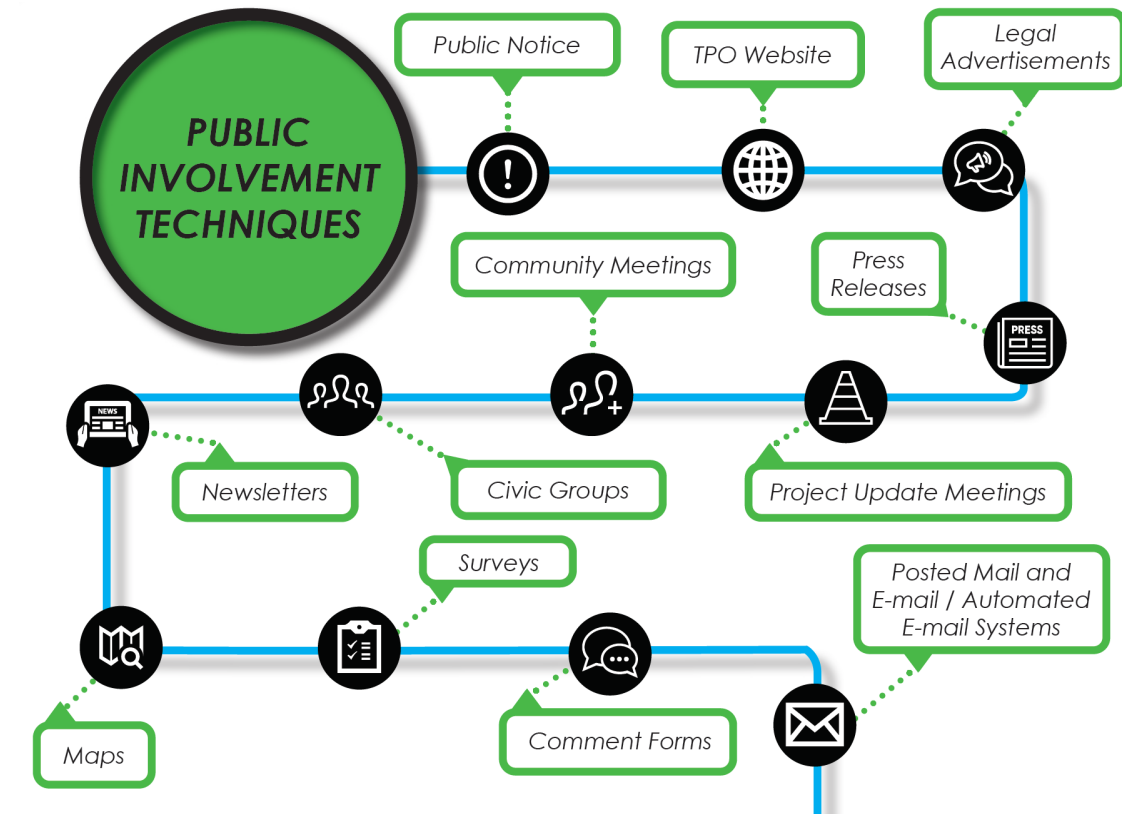 PUBLIC
INVOLVEMENT
TECHNIQUES
Public Notice
TPO Website
Legal
Advertisements
Press
Releases
PRESS
Project Update Meetings
Community Meetings
Civic Groups
NEWS
Newsletters
Maps
Surveys
Comment Forms
Posted Mail and
E-mail / Automated
E-mail Systems